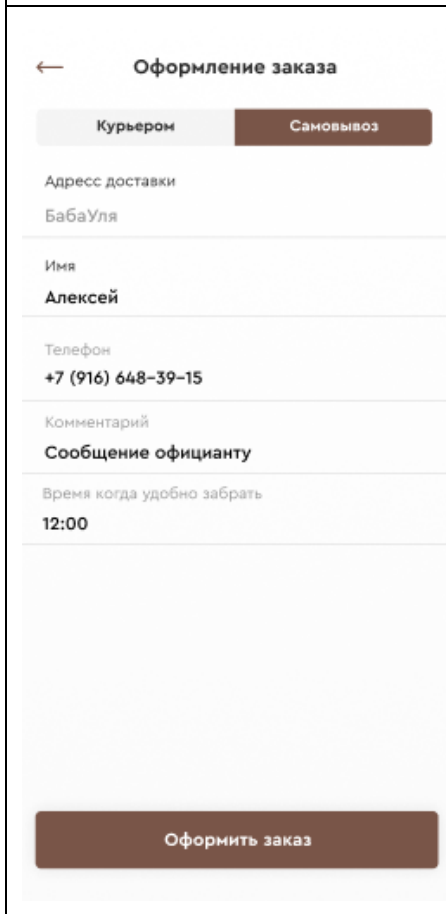 Оформление заказа
Курьером Самовывоз
Адресс доставки
БабаУля
Имя
Алексей
Телефон
+7 (916) 648-39-15
Комментарий
Сообщение официанту
Время когда удобно забрать
12:00
Оформить заказ